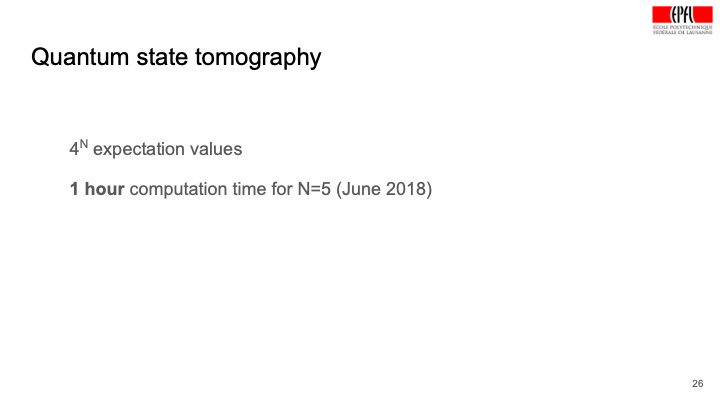 EPFL
ÉCOLE POLYTECHNIQUE
FÉDÉRALE DE LAUSANNE
Quantum state tomography
4ᴺ expectation values
1 hour computation time for N=5 (June 2018)
26